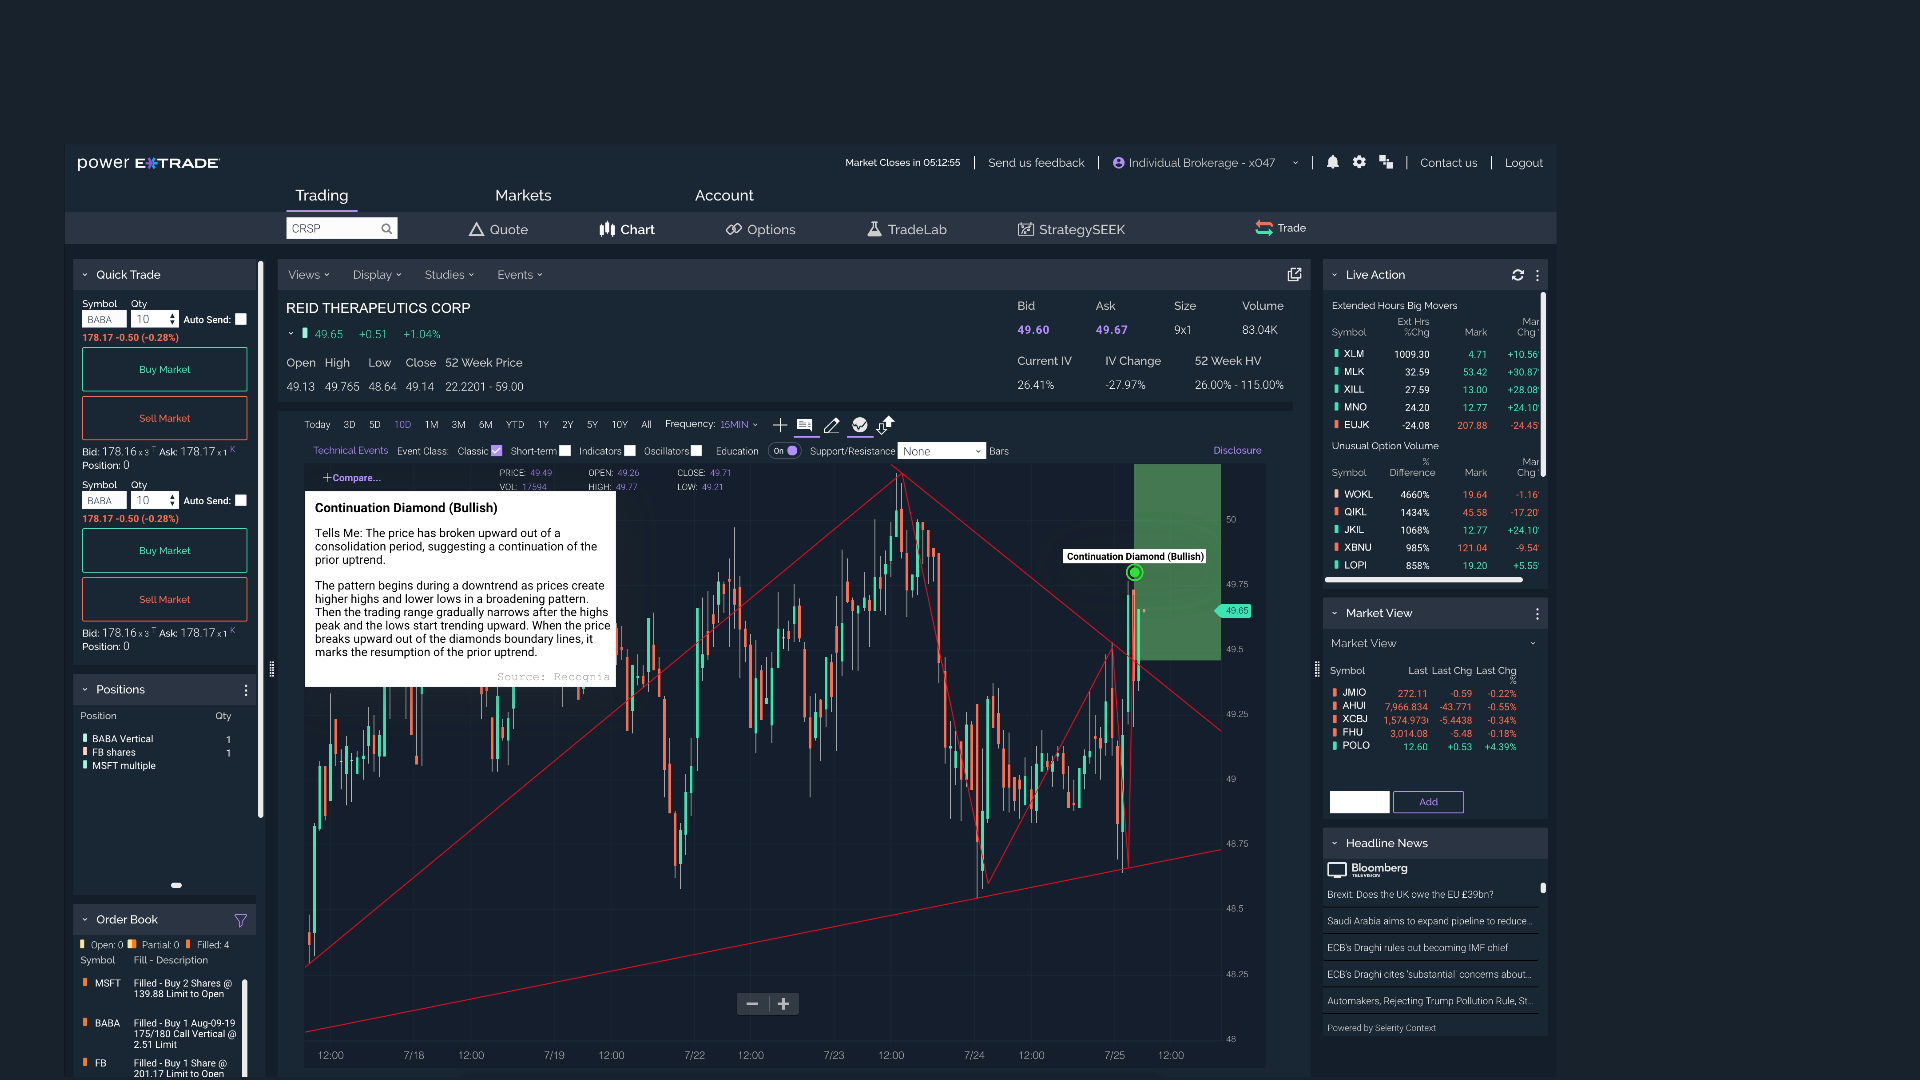 power E*TRADE
Market Closes in 05:12:55
Send us feedback
Individual Brokerage - x047
Contact us
Logout
Trading
Markets
Account
CRSP
Quote
Chart
Options
TradeLab
StrategySEEK
Trade
Quick Trade
Symbol Qty
BABA 10 Auto Send:
178.17 -0.50 (-0.28%)
Buy Market
Sell Market
Bid: 178.16 x 3 T Ask: 178.17 x 1 K
Position: 0
Symbol Qty
BABA 10 Auto Send:
178.17 -0.50 (-0.28%)
Buy Market
Sell Market
Bid: 178.16 x 3 T Ask: 178.17 x 1 K
Position: 0
Positions
Position Qty
BABA Vertical 1
FB shares 1
MSFT multiple
Order Book
Open: 0 Partial: 0 Filled: 4
Symbol Fill - Description
MSFT Filled - Buy 2 Shares @
139.88 Limit to Open
BABA Filled - Buy 1 Aug-09-19
175/180 Call Vertical @
2.51 Limit
FB Filled - Buy 1 Share @
201.17 Limit to Open
Views Display Studies Events
REID THERAPEUTICS CORP
49.65 +0.51 +1.04%
Open High Low Close 52 Week Price
49.13 49.765 48.64 49.14 22.2201 - 59.00
Bid Ask Size Volume
49.60 49.67 9x1 83.04K
Current IV IV Change 52 Week HV
26.41% -27.97% 26.00% - 115.00%
Today 3D 5D 10D 1M 3M 6M YTD 1Y 2Y 5Y 10Y All Frequency: 15MIN
Technical Events Event Class: Classic Short-term Indicators Oscillators Education On Support/Resistance None Bars Disclosure
+Compare...
PRICE: 49.49 OPEN: 49.26 CLOSE: 49.71
VOL: 17594 HIGH: 49.77 LOW: 49.21
Continuation Diamond (Bullish)
Tells Me: The price has broken upward out of a
consolidation period, suggesting a continuation of the
prior uptrend.
The pattern begins during a downtrend as prices create
higher highs and lower lows in a broadening pattern.
Then the trading range gradually narrows after the highs
peak and the lows start trending upward. When the price
breaks upward out of the diamonds boundary lines, it
marks the resumption of the prior uptrend.
Source: Recognia
Continuation Diamond (Bullish)
50
49.75
49.65
49.5
49.25
49
48.75
48.5
48.25
48
12:00 7/18 12:00 7/19 12:00 7/22 12:00 7/23 12:00 7/24 12:00 7/25 12:00
Live Action
Extended Hours Big Movers
Symbol Ext Hrs %Chg Mark Mar Chg
XLM 1009.30 4.71 +10.56
MLK 32.59 53.42 +30.87
XILL 27.59 13.00 +28.08
MNO 24.20 12.77 +24.10
EUJK -24.08 207.88 -24.45
Unusual Option Volume
Symbol % Difference Mark Mar Chg
WOKL 4660% 19.64 -1.16
QIKL 1434% 45.58 -17.20
JKIL 1068% 12.77 +24.10
XBNU 985% 121.04 -9.54
LOPI 858% 19.20 +5.55
Market View
Market View
Symbol Last Last Chg Last Chg
JMIO 272.11 -0.59 -0.22%
AHUI 7,966.834 -43.771 -0.55%
XCBJ 1,574.973 -5.4438 -0.34%
FHU 3,014.08 -5.48 -0.18%
POLO 12.60 +0.53 +4.39%
Add
Headline News
Bloomberg
TELEVISION
Brexit. Does the UK owe the EU £39bn?
Saudi Arabia aims to expand pipeline to reduce...
ECB's Draghi rules out becoming IMF chief
ECB's Draghi cites 'substantial' concerns about...
Automakers, Rejecting Trump Pollution Rule, St...
Powered by Selerity Context